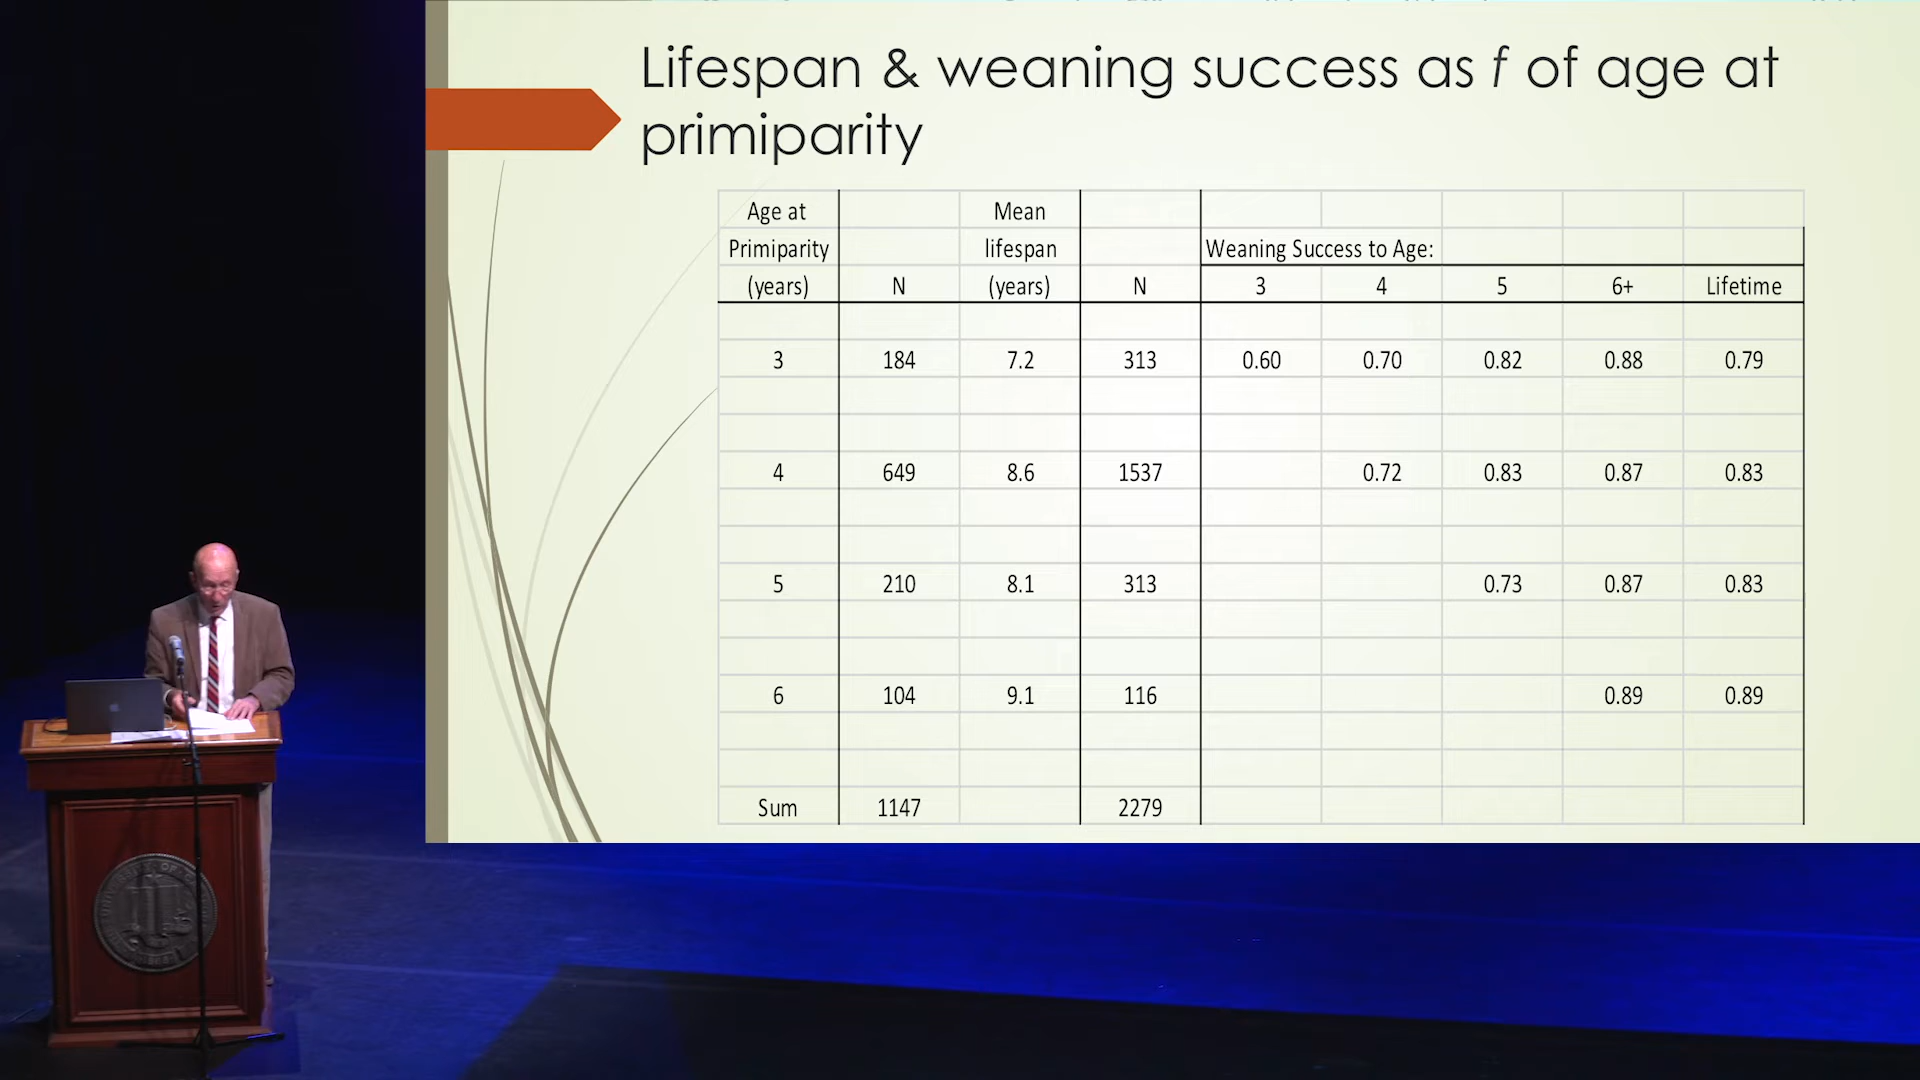 Lifespan & weaning success as f of age at
primiparity
Age at Mean
Primiparity lifespan Weaning Success to Age:
(years) N (years) N 3 4 5 6+ Lifetime
3 184 7.2 313 0.60 0.70 0.82 0.88 0.79
4 649 8.6 1537 0.72 0.83 0.87 0.83
5 210 8.1 313 0.73 0.87 0.83
6 104 9.1 116 0.89 0.89
Sum 1147 2279